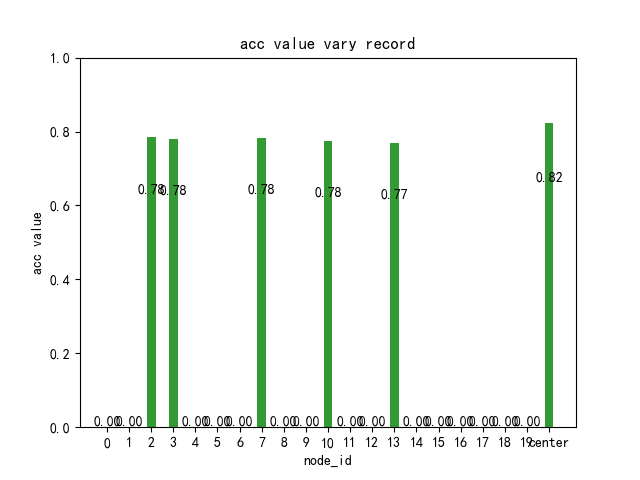 acc value vary record
1.0
0.8
0.6
0.4
0.2
0.0
acc value
0.78 0.78 0.78 0.78 0.77 0.82
0.00 0.00 0.00 0.00 0.00 0.00 0.00 0.00 0.00 0.00 0.00 0.00 0.00 0.00 0.00
0 1 2 3 4 5 6 7 8 9 10 11 12 13 14 15 16 17 18 19 center
node_id